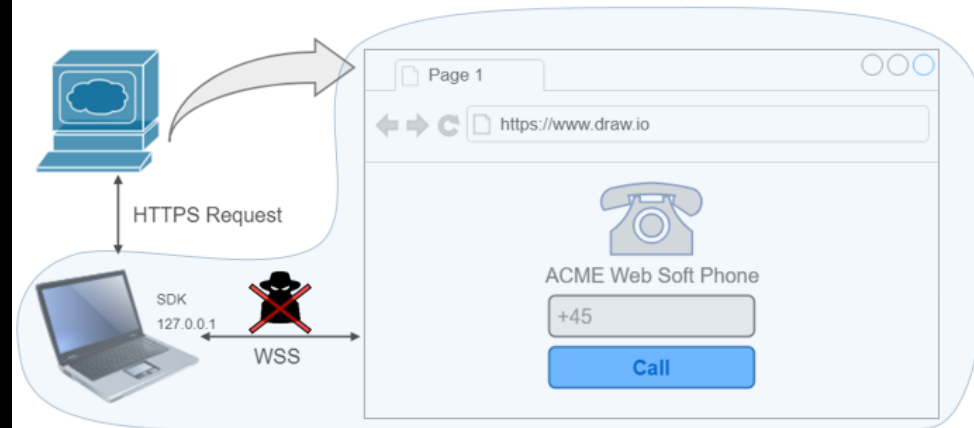 Page 1
https://www.draw.io
HTTPS Request
ACME Web Soft Phone
SDK
127.0.0.1
+45
WSS
Call